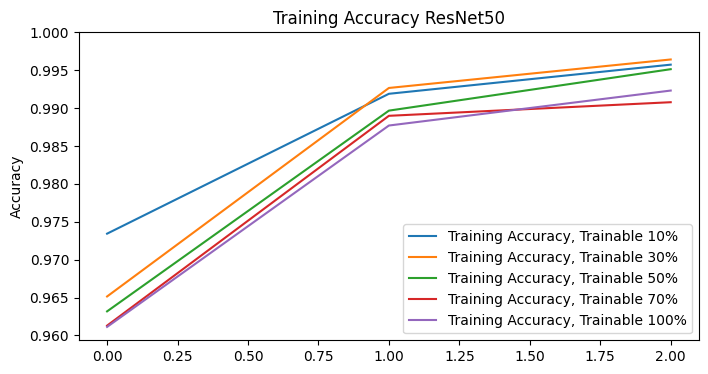 Training Accuracy ResNet50
1.000
0.995
0.990
0.985
0.980
0.975
0.970
0.965
0.960
Accuracy
Training Accuracy, Trainable 10%
Training Accuracy, Trainable 30%
Training Accuracy, Trainable 50%
Training Accuracy, Trainable 70%
Training Accuracy, Trainable 100%
0.00 0.25 0.50 0.75 1.00 1.25 1.50 1.75 2.00